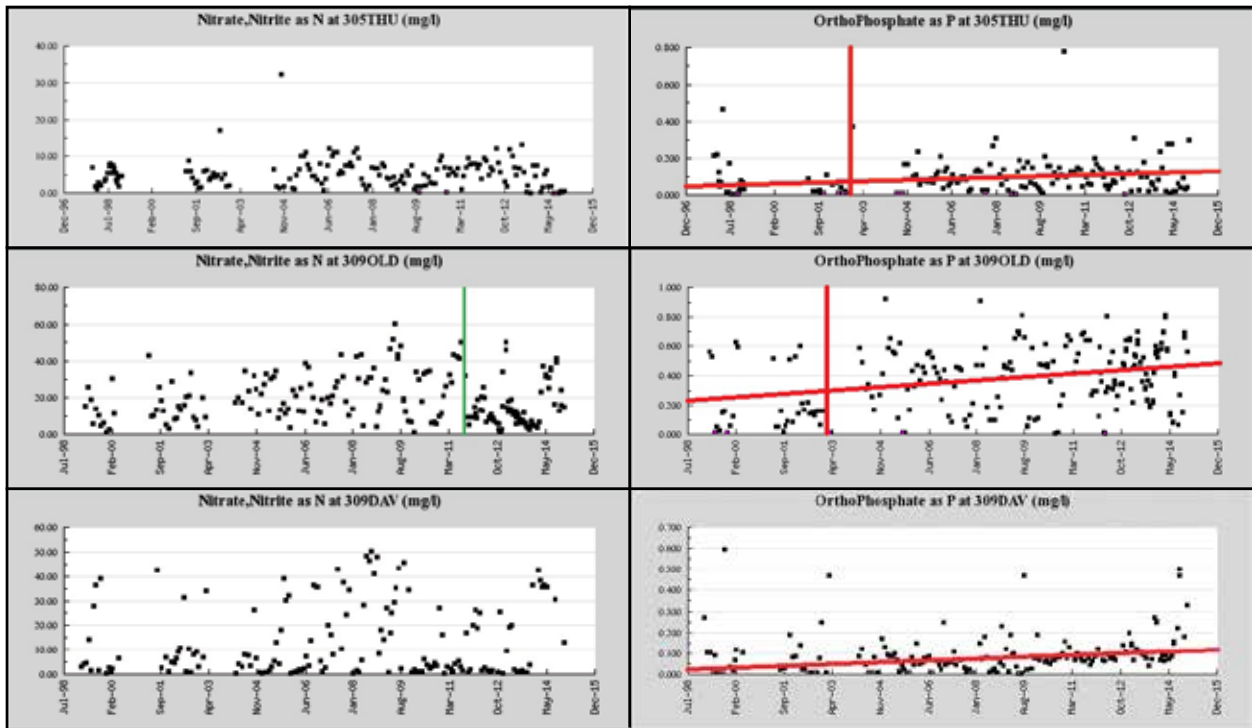 Nitrate,Nitrite as N at 305THU (mg/l)
40.00
30.00
20.00
10.00
0.00
Dec-96
Jul-98
Feb-00
Sep-01
Apr-03
Nov-04
Jun-06
Jan-08
Aug-09
Mar-11
Oct-12
May-14
Dec-15
OrthoPhosphate as P at 305THU (mg/l)
0.800
0.600
0.400
0.200
0.000
Dec-96
Jul-98
Feb-00
Sep-01
Apr-03
Nov-04
Jun-06
Jan-08
Aug-09
Mar-11
Oct-12
May-14
Dec-15
Nitrate,Nitrite as N at 309OLD (mg/l)
80.00
60.00
40.00
20.00
0.00
Jul-98
Feb-00
Sep-01
Apr-03
Nov-04
Jun-06
Jan-08
Aug-09
Mar-11
Oct-12
May-14
Dec-15
OrthoPhosphate as P at 309OLD (mg/l)
1.000
0.800
0.600
0.400
0.200
0.000
Jul-98
Feb-00
Sep-01
Apr-03
Nov-04
Jun-06
Jan-08
Aug-09
Mar-11
Oct-12
May-14
Dec-15
Nitrate,Nitrite as N at 309DAV (mg/l)
60.00
50.00
40.00
30.00
20.00
10.00
0.00
Jul-98
Feb-00
Sep-01
Apr-03
Nov-04
Jun-06
Jan-08
Aug-09
Mar-11
Oct-12
May-14
Dec-15
OrthoPhosphate as P at 309DAV (mg/l)
0.700
0.600
0.500
0.400
0.300
0.200
0.100
0.000
Jul-98
Feb-00
Sep-01
Apr-03
Nov-04
Jun-06
Jan-08
Aug-09
Mar-11
Oct-12
May-14
Dec-15